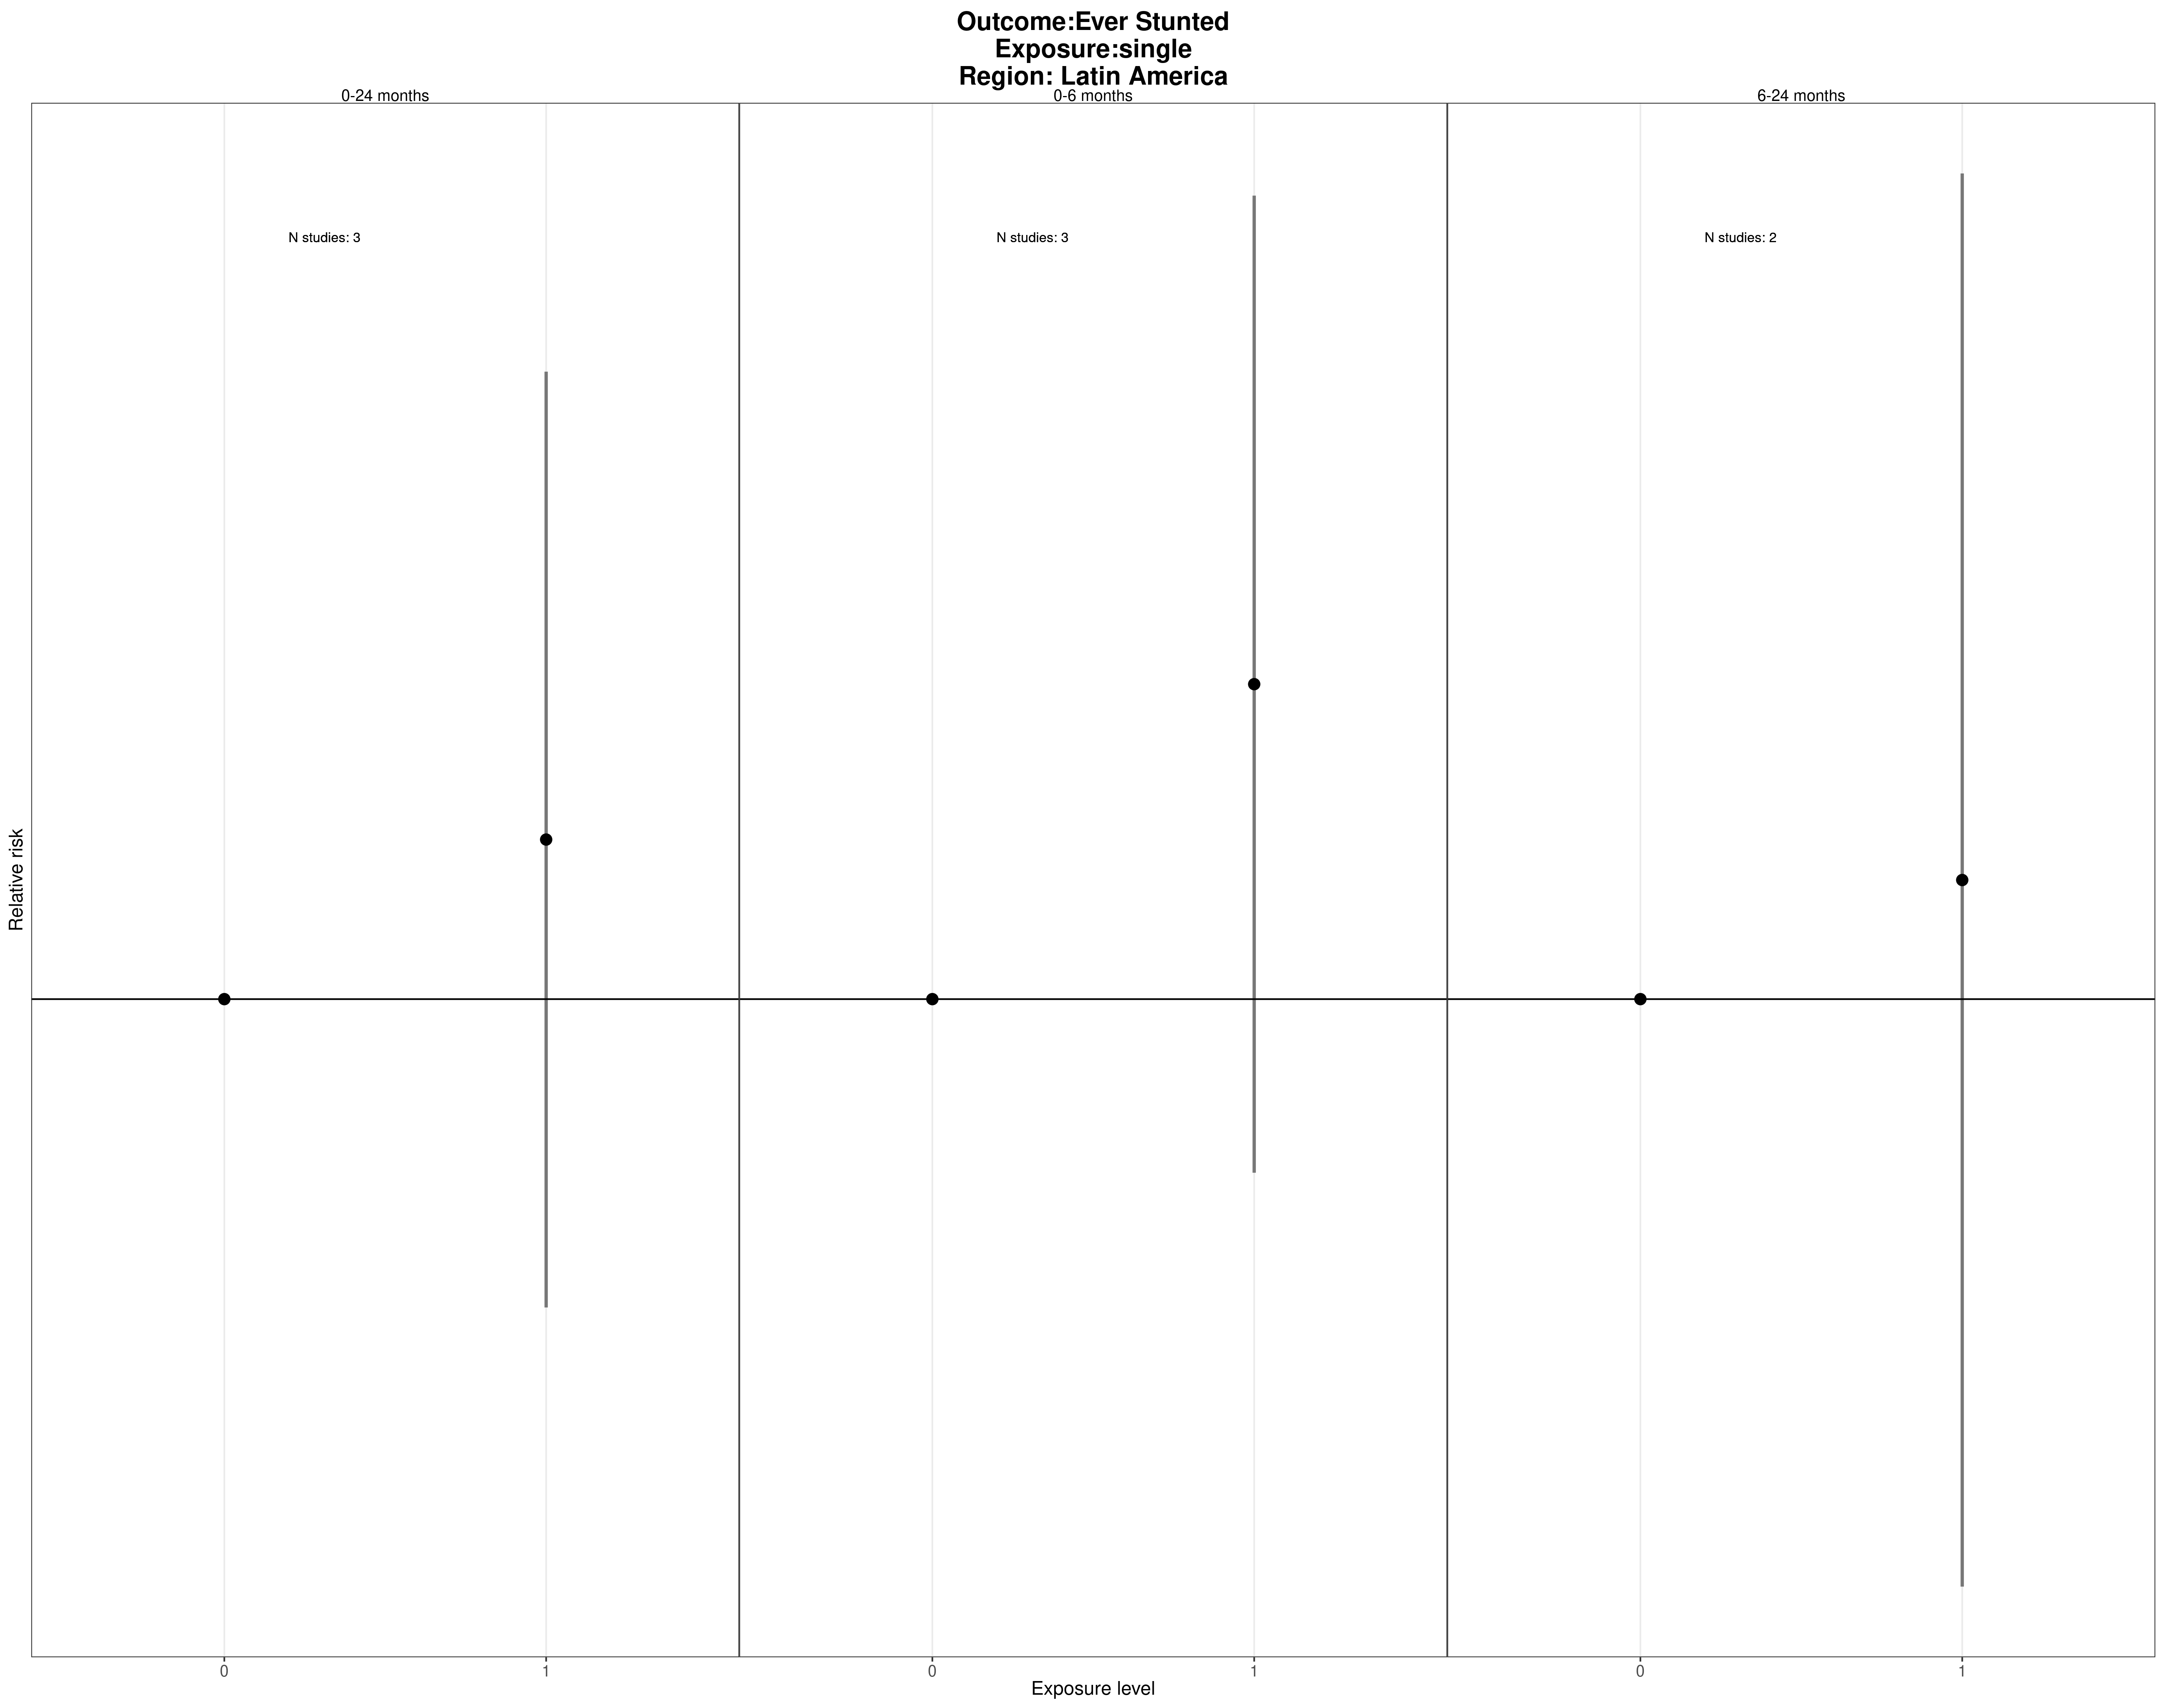 Outcome:Ever Stunted
Exposure:single
Region: Latin America
0-24 months
0-6 months
6-24 months
N studies: 3
N studies: 3
N studies: 2
Relative risk
0
1
0
1
0
1
Exposure level